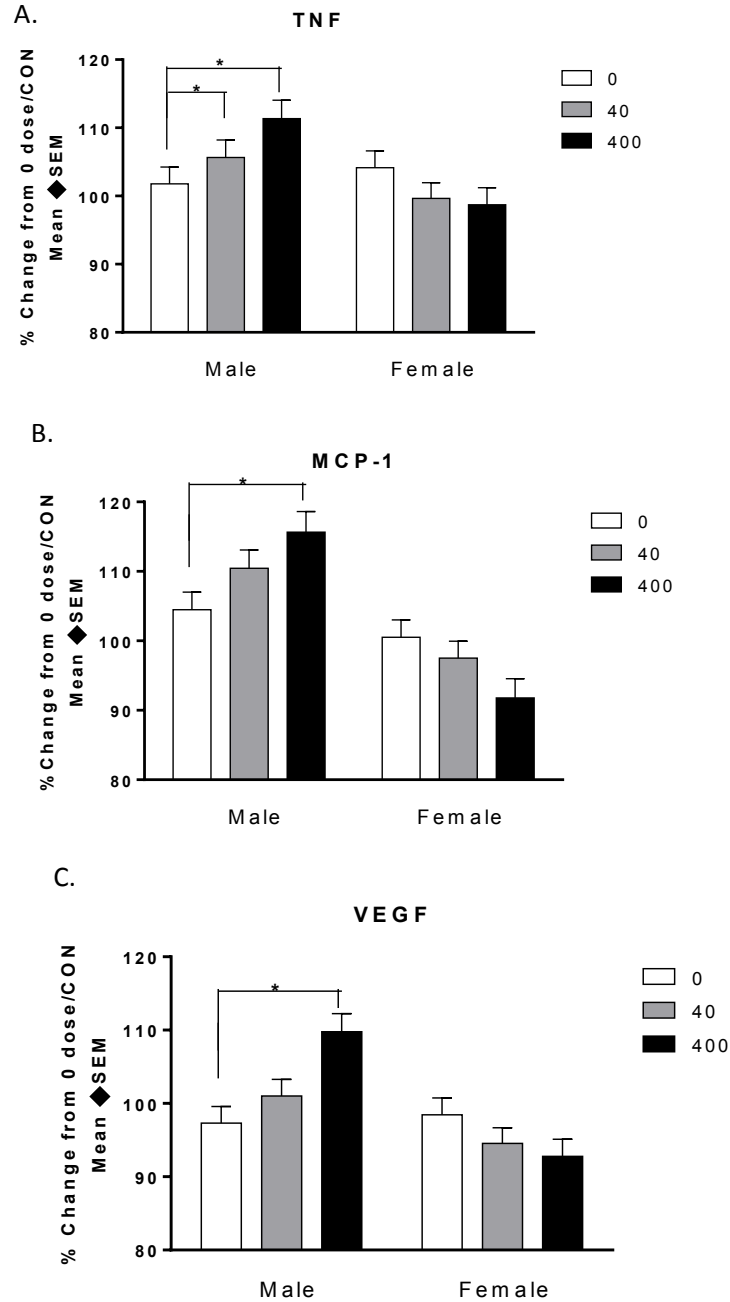 A.
TNF
% Change from 0 dose/CON
Mean ◆SEM
120
110
100
90
80
*
*
0
40
400
Male
Female
B.
MCP-1
% Change from 0 dose/CON
Mean ◆SEM
120
110
100
90
80
*
0
40
400
Male
Female
C.
VEGF
% Change from 0 dose/CON
Mean ◆SEM
120
110
100
90
80
*
0
40
400
Male
Female